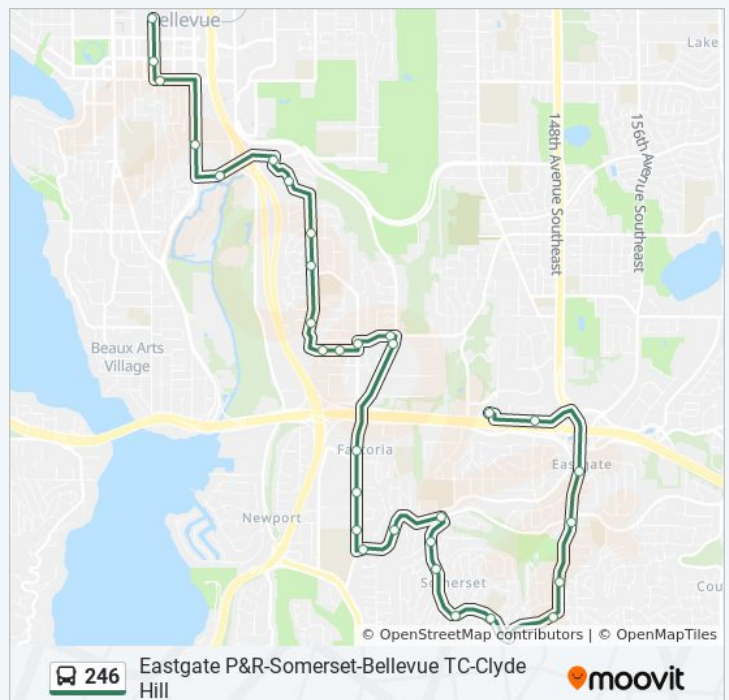 ellevue
Lake
148th Avenue Southeast
156th Avenue Southeast
Beaux Arts
Village
Factoria
Eastgate
Newport
Somerset
Cou
© OpenStreetMap contributors | © OpenMapTiles
246
Eastgate P&R-Somerset-Bellevue TC-Clyde
Hill
moovit